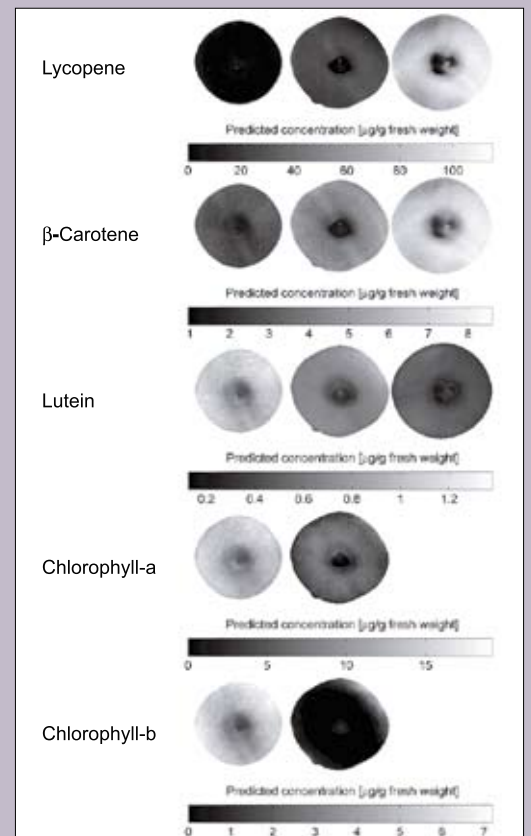 Lycopene
Predicted concentration [µg/g fresh weight]
0 20 40 60 80 100
β-Carotene
Predicted concentration [µg/g fresh weight]
1 2 3 4 5 6 7 8
Lutein
Predicted concentration [µg/g fresh weight]
0.2 0.4 0.6 0.8 1 1.2
Chlorophyll-a
Predicted concentration [µg/g fresh weight]
0 5 10 15
Chlorophyll-b
Predicted concentration [µg/g fresh weight]
0 1 2 3 4 5 6 7